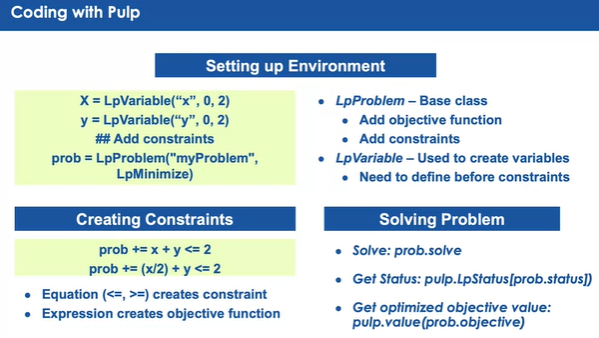 Coding with Pulp
Setting up Environment
X = LpVariable(“x”, 0, 2)
y = LpVariable(“y”, 0, 2)
## Add constraints
prob = LpProblem("myProblem",
LpMinimize)
• LpProblem – Base class
• Add objective function
• Add constraints
• LpVariable – Used to create variables
• Need to define before constraints
Creating Constraints
prob += x + y <= 2
prob += (x/2) + y <= 2
• Equation (<=, >=) creates constraint
• Expression creates objective function
Solving Problem
• Solve: prob.solve
• Get Status: pulp.LpStatus[prob.status])
• Get optimized objective value:
pulp.value(prob.objective)